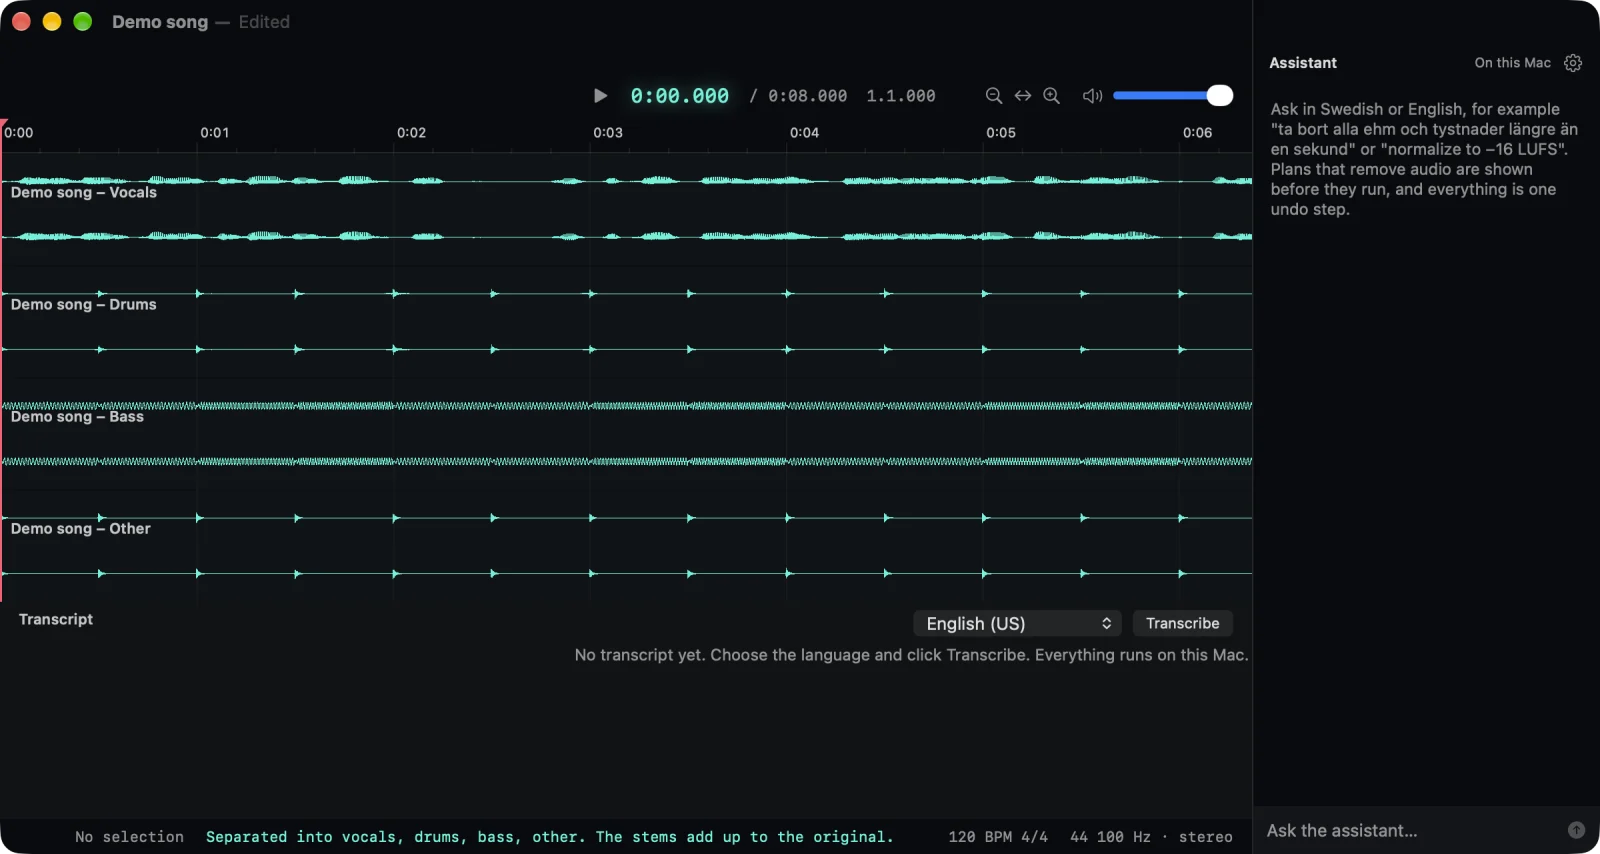 Demo song — Edited
0:00.000 / 0:08.000 1.1.000
0:00 0:01 0:02 0:03 0:04 0:05 0:06
Demo song – Vocals
Demo song – Drums
Demo song – Bass
Demo song – Other
Transcript
English (US)
Transcribe
No transcript yet. Choose the language and click Transcribe. Everything runs on this Mac.
No selection
Separated into vocals, drums, bass, other. The stems add up to the original.
120 BPM 4/4
44 100 Hz · stereo
Assistant
On this Mac
Ask in Swedish or English, for example
"ta bort alla ehm och tystnader längre än
en sekund" or "normalize to −16 LUFS".
Plans that remove audio are shown
before they run, and everything is one
undo step.
Ask the assistant...